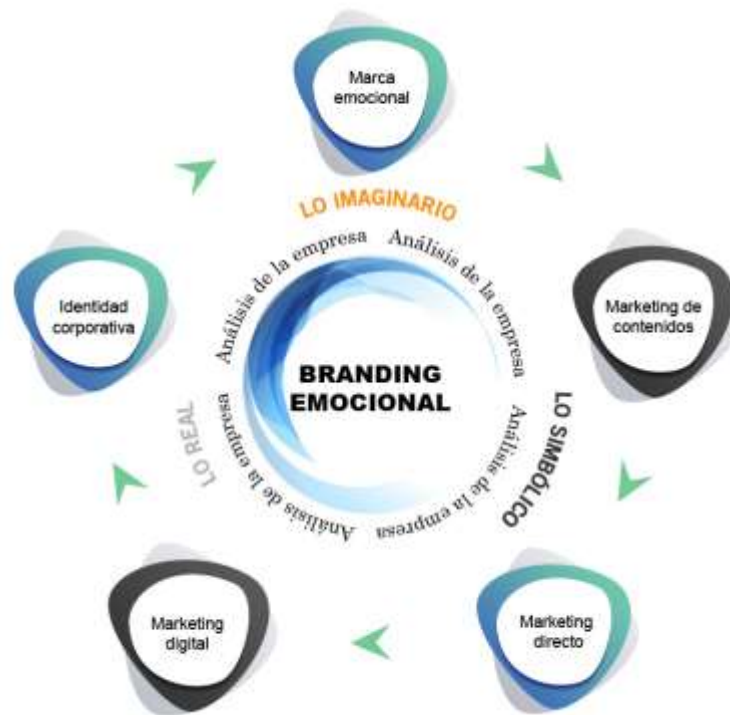 Marca
emocional
LO IMAGINARIO
Análisis de la empresa
Análisis de la empresa
Identidad
corporativa
Marketing de
contenidos
BRANDING
EMOCIONAL
LO REAL
LO SIMBÓLICO
Análisis de la empresa
Análisis de la empresa
Marketing
digital
Marketing
directo